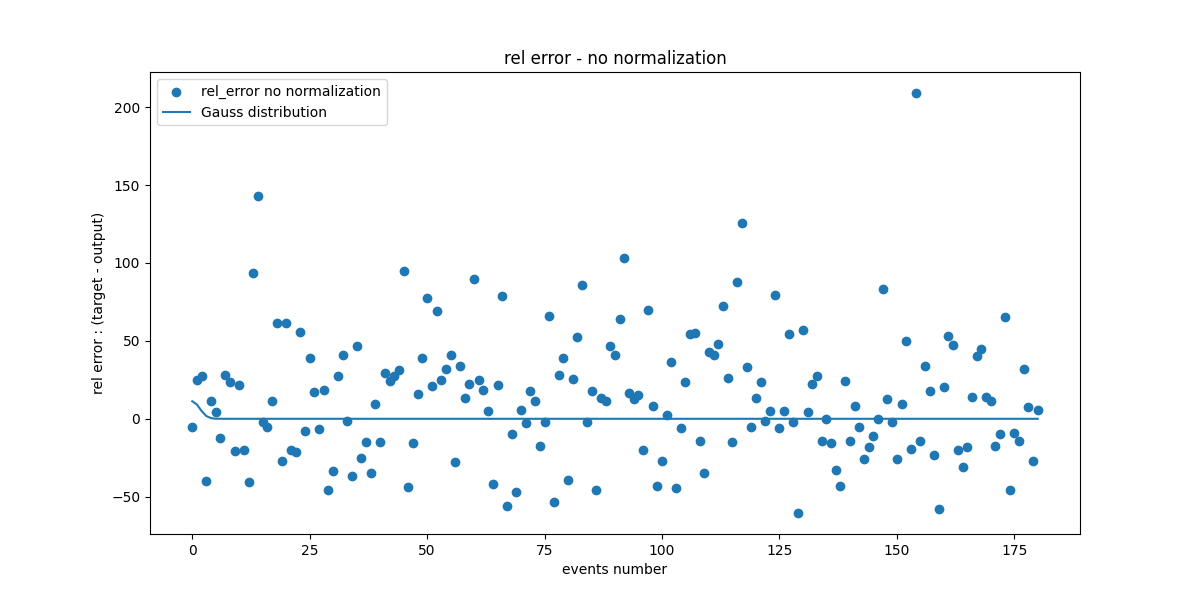 rel error - no normalization
rel_error no normalization
Gauss distribution
200
150
100
50
0
−50
rel error : (target - output)
0 25 50 75 100 125 150 175
events number